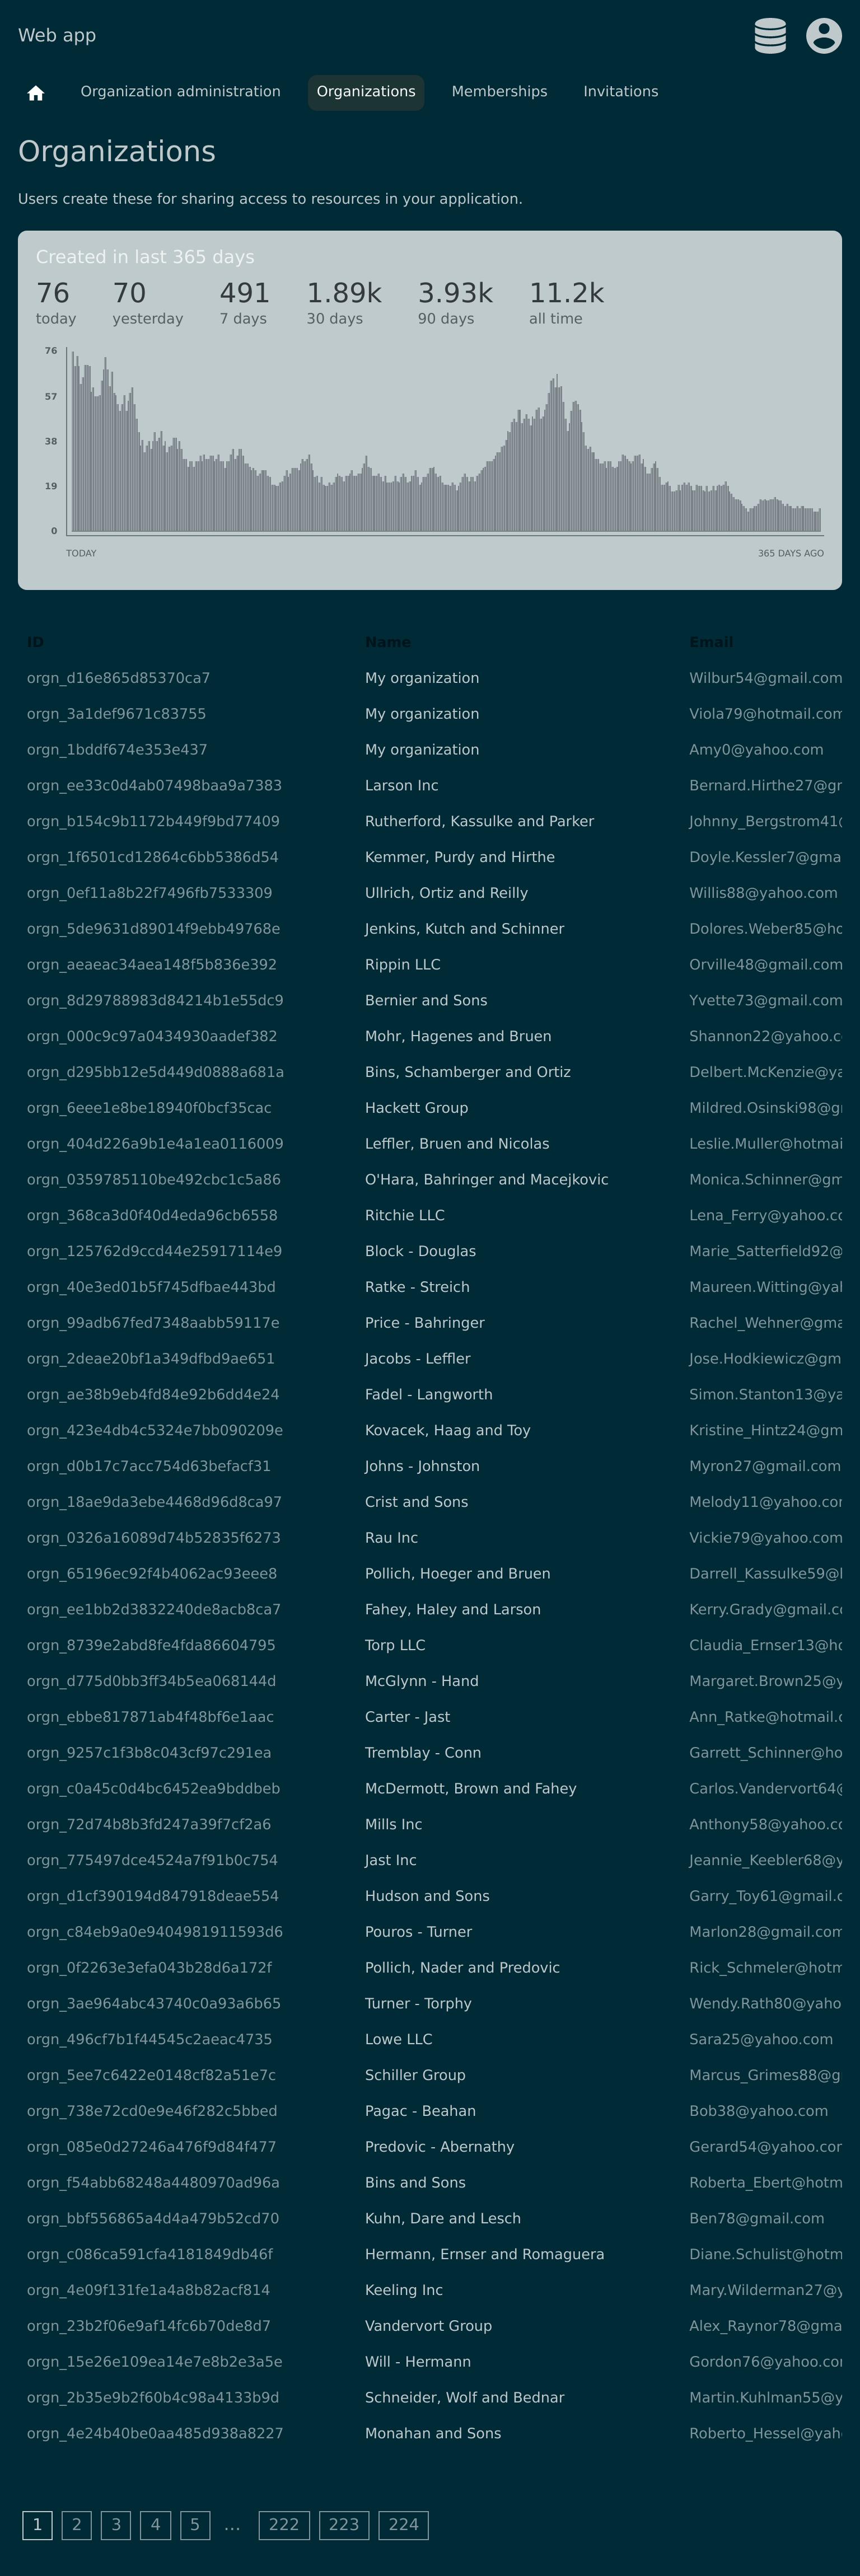 Web app
Organization administration Organizations Memberships Invitations
Organizations
Users create these for sharing access to resources in your application.
Created in last 365 days
76 70 491 1.89k 3.93k 11.2k
today yesterday 7 days 30 days 90 days all time
76
57
38
19
0
TODAY 365 DAYS AGO
ID Name Email
orgn_d16e865d85370ca7 My organization Wilbur54@gmail.com
orgn_3a1def9671c83755 My organization Viola79@hotmail.com
orgn_1bddf674e353e437 My organization Amy0@yahoo.com
orgn_ee33c0d4ab07498baa9a7383 Larson Inc Bernard.Hirthe27@gr
orgn_b154c9b1172b449f9bd77409 Rutherford, Kassulke and Parker Johnny_Bergstrom41@
orgn_1f6501cd12864c6bb5386d54 Kemmer, Purdy and Hirthe Doyle.Kessler7@gma
orgn_0ef11a8b22f7496fb7533309 Ullrich, Ortiz and Reilly Willis88@yahoo.com
orgn_5de9631d89014f9ebb49768e Jenkins, Kutch and Schinner Dolores.Weber85@ho
orgn_aeaeac34aea148f5b836e392 Rippin LLC Orville48@gmail.com
orgn_8d29788983d84214b1e55dc9 Bernier and Sons Yvette73@gmail.com
orgn_000c9c97a0434930aadef382 Mohr, Hagenes and Bruen Shannon22@yahoo.c
orgn_d295bb12e5d449d0888a681a Bins, Schamberger and Ortiz Delbert.McKenzie@ya
orgn_6eee1e8be18940f0bcf35cac Hackett Group Mildred.Osinski98@g
orgn_404d226a9b1e4a1ea0116009 Leffler, Bruen and Nicolas Leslie.Muller@hotmai
orgn_0359785110be492cbc1c5a86 O'Hara, Bahringer and Macejkovic Monica.Schinner@gm
orgn_368ca3d0f40d4eda96cb6558 Ritchie LLC Lena_Ferry@yahoo.co
orgn_125762d9ccd44e25917114e9 Block - Douglas Marie_Satterfield92@
orgn_40e3ed01b5f745dfbae443bd Ratke - Streich Maureen.Witting@yah
orgn_99adb67fed7348aabb59117e Price - Bahringer Rachel_Wehner@gma
orgn_2deae20bf1a349dfbd9ae651 Jacobs - Leffler Jose.Hodkiewicz@gm
orgn_ae38b9eb4fd84e92b6dd4e24 Fadel - Langworth Simon.Stanton13@ya
orgn_423e4db4c5324e7bb090209e Kovacek, Haag and Toy Kristine_Hintz24@gm
orgn_d0b17c7acc754d63befacf31 Johns - Johnston Myron27@gmail.com
orgn_18ae9da3ebe4468d96d8ca97 Crist and Sons Melody11@yahoo.com
orgn_0326a16089d74b52835f6273 Rau Inc Vickie79@yahoo.com
orgn_65196ec92f4b4062ac93eee8 Pollich, Hoeger and Bruen Darrell_Kassulke59@
orgn_ee1bb2d3832240de8acb8ca7 Fahey, Haley and Larson Kerry.Grady@gmail.co
orgn_8739e2abd8fe4fda86604795 Torp LLC Claudia_Ernser13@ho
orgn_d775d0bb3ff34b5ea068144d McGlynn - Hand Margaret.Brown25@y
orgn_ebbe817871ab4f48bf6e1aac Carter - Jast Ann_Ratke@hotmail.c
orgn_9257c1f3b8c043cf97c291ea Tremblay - Conn Garrett_Schinner@ho
orgn_c0a45c0d4bc6452ea9bddbeb McDermott, Brown and Fahey Carlos.Vandervort64@
orgn_72d74b8b3fd247a39f7cf2a6 Mills Inc Anthony58@yahoo.co
orgn_775497dce4524a7f91b0c754 Jast Inc Jeannie_Keebler68@y
orgn_d1cf390194d847918deae554 Hudson and Sons Garry_Toy61@gmail.c
orgn_c84eb9a0e9404981911593d6 Pouros - Turner Marlon28@gmail.com
orgn_0f2263e3efa043b28d6a172f Pollich, Nader and Predovic Rick_Schmeler@hotm
orgn_3ae964abc43740c0a93a6b65 Turner - Torphy Wendy.Rath80@yaho
orgn_496cf7b1f44545c2aeac4735 Lowe LLC Sara25@yahoo.com
orgn_5ee7c6422e0148cf82a51e7c Schiller Group Marcus_Grimes88@g
orgn_738e72cd0e9e46f282c5bbed Pagac - Beahan Bob38@yahoo.com
orgn_085e0d27246a476f9d84f477 Predovic - Abernathy Gerard54@yahoo.com
orgn_f54abb68248a4480970ad96a Bins and Sons Roberta_Ebert@hotm
orgn_bbf556865a4d4a479b52cd70 Kuhn, Dare and Lesch Ben78@gmail.com
orgn_c086ca591cfa4181849db46f Hermann, Ernser and Romaguera Diane.Schulist@hotm
orgn_4e09f131fe1a4a8b82acf814 Keeling Inc Mary.Wilderman27@y
orgn_23b2f06e9af14fc6b70de8d7 Vandervort Group Alex_Raynor78@gma
orgn_15e26e109ea14e7e8b2e3a5e Will - Hermann Gordon76@yahoo.com
orgn_2b35e9b2f60b4c98a4133b9d Schneider, Wolf and Bednar Martin.Kuhlman55@y
orgn_4e24b40be0aa485d938a8227 Monahan and Sons Roberto_Hessel@yah
1 2 3 4 5 … 222 223 224